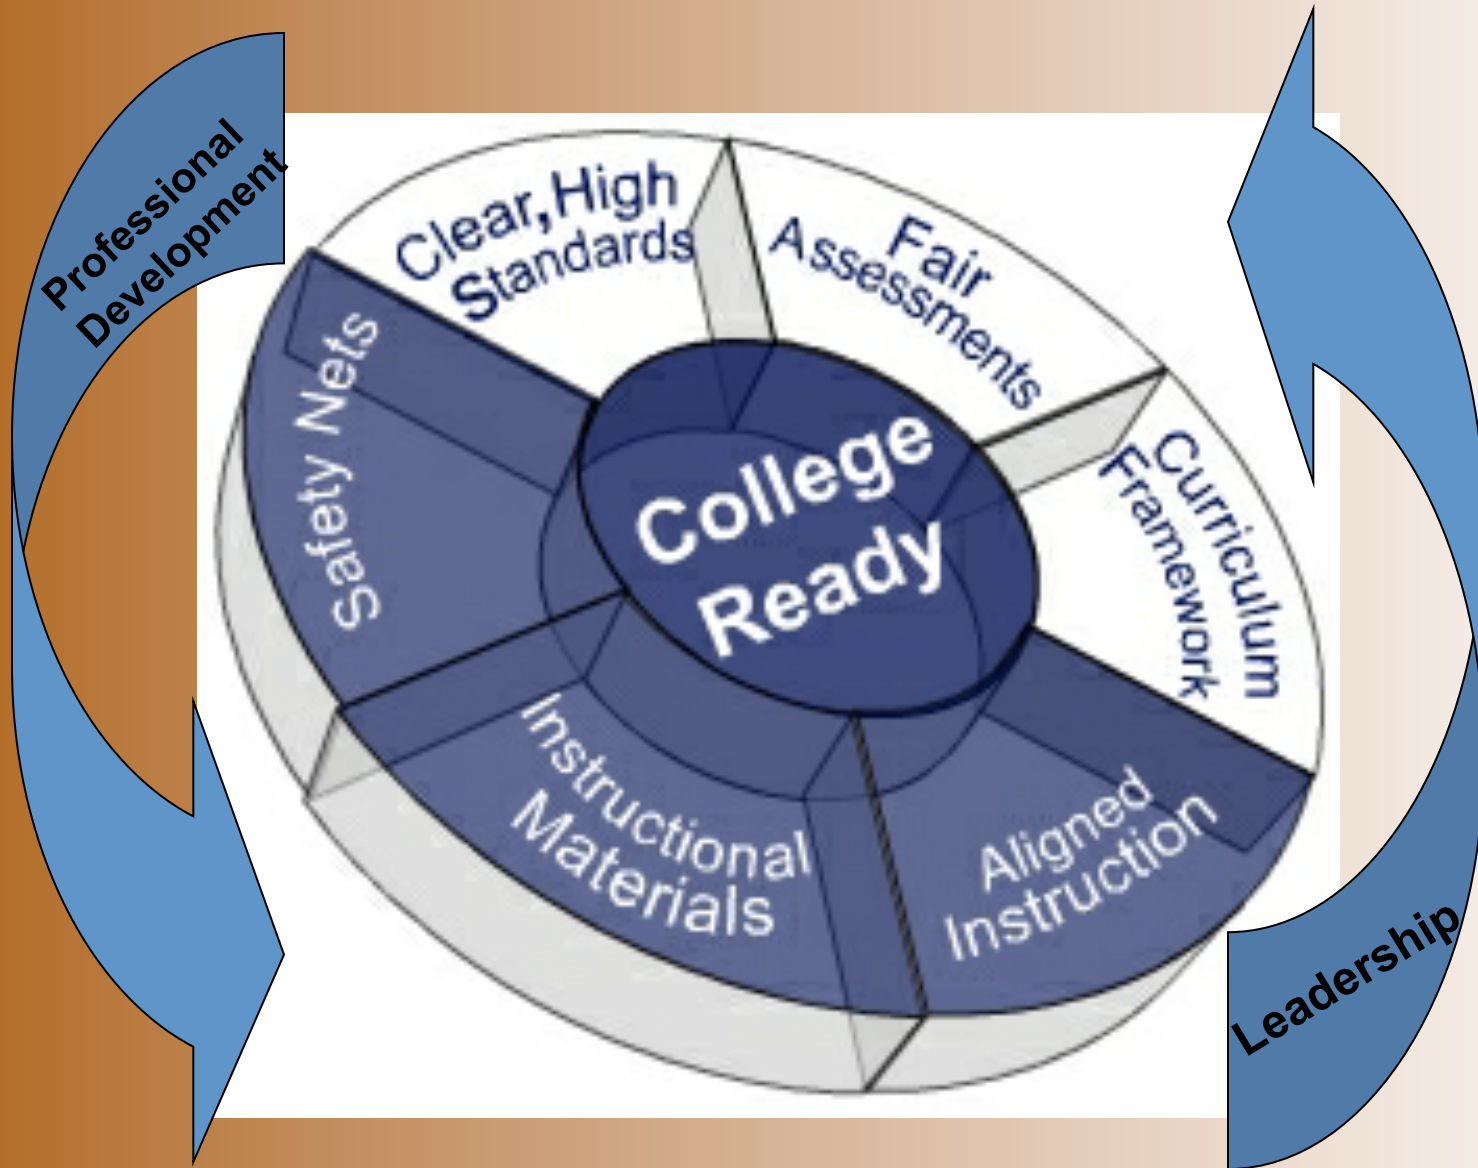 Professional
Development
Clear, High
Standards
Fair
Assessments
Curriculum
Framework
Safety Nets
College
Ready
Instructional
Materials
Aligned
Instruction
Leadership